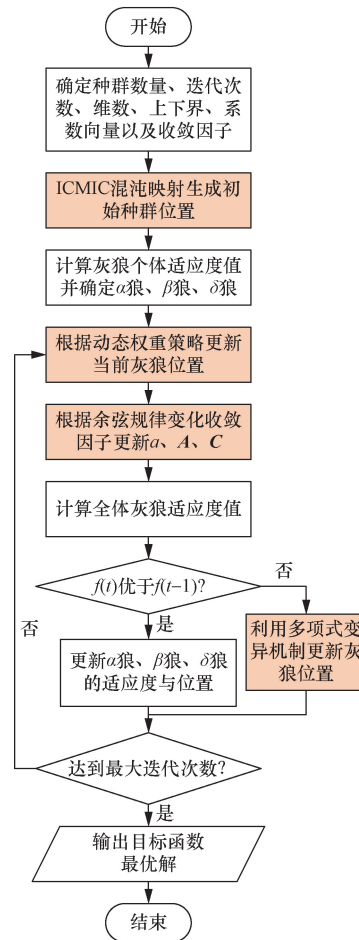 开始
确定种群数量、迭代次
数、维数、上下界、系
数向量以及收敛因子
ICMIC混沌映射生成初
始种群位置
计算灰狼个体适应度值
并确定α狼、β狼、δ狼
根据动态权重策略更新
当前灰狼位置
根据余弦规律变化收敛
因子更新a、A、C
计算全体灰狼适应度值
f(t)优于f(t−1)?
否
是
否
更新α狼、β狼、δ狼
的适应度与位置
利用多项式变
异机制更新灰
狼位置
达到最大迭代次数?
是
输出目标函数
最优解
结束